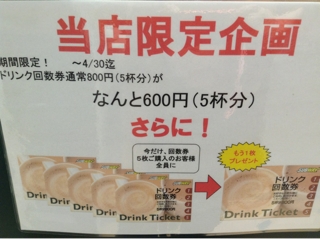 当店限定企画
期間限定！　～4/30迄
ドリンク回数券通常800円(5杯分)が
なんと600円(5杯分)
さらに！
今だけ、回数券
5枚ご購入のお客様
全員に
もう1枚
プレゼント
Drin
Drin
Drin
Drin
ドリンク
回数券
Drink Ticket
ドリンク
回数券
Drink Ticket